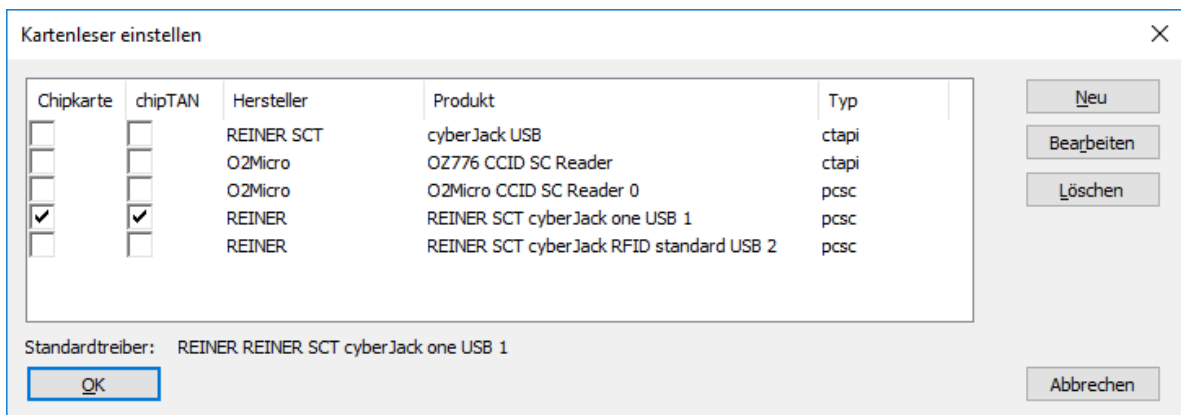 Kartenleser einstellen
Chipkarte chipTAN Hersteller Produkt Typ
REINER SCT cyberJack USB ctapi
O2Micro OZ776 CCID SC Reader ctapi
O2Micro O2Micro CCID SC Reader 0 pcsc
REINER REINER SCT cyberJack one USB 1 pcsc
REINER REINER SCT cyberJack RFID standard USB 2 pcsc
Neu
Bearbeiten
Löschen
Standardtreiber: REINER REINER SCT cyberJack one USB 1
OK Abbrechen